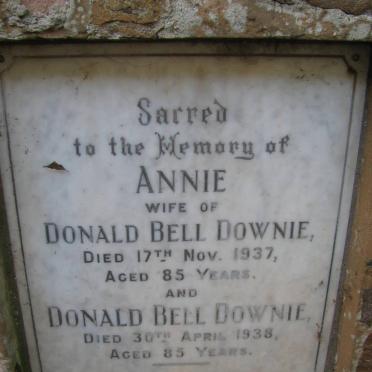 Sacred
to the Memory of
ANNIE
WIFE OF
DONALD BELL DOWNIE,
DIED 17TH NOV. 1937,
AGED 85 YEARS.
AND
DONALD BELL DOWNIE,
DIED 30TH APRIL 1938,
AGED 85 YEARS.